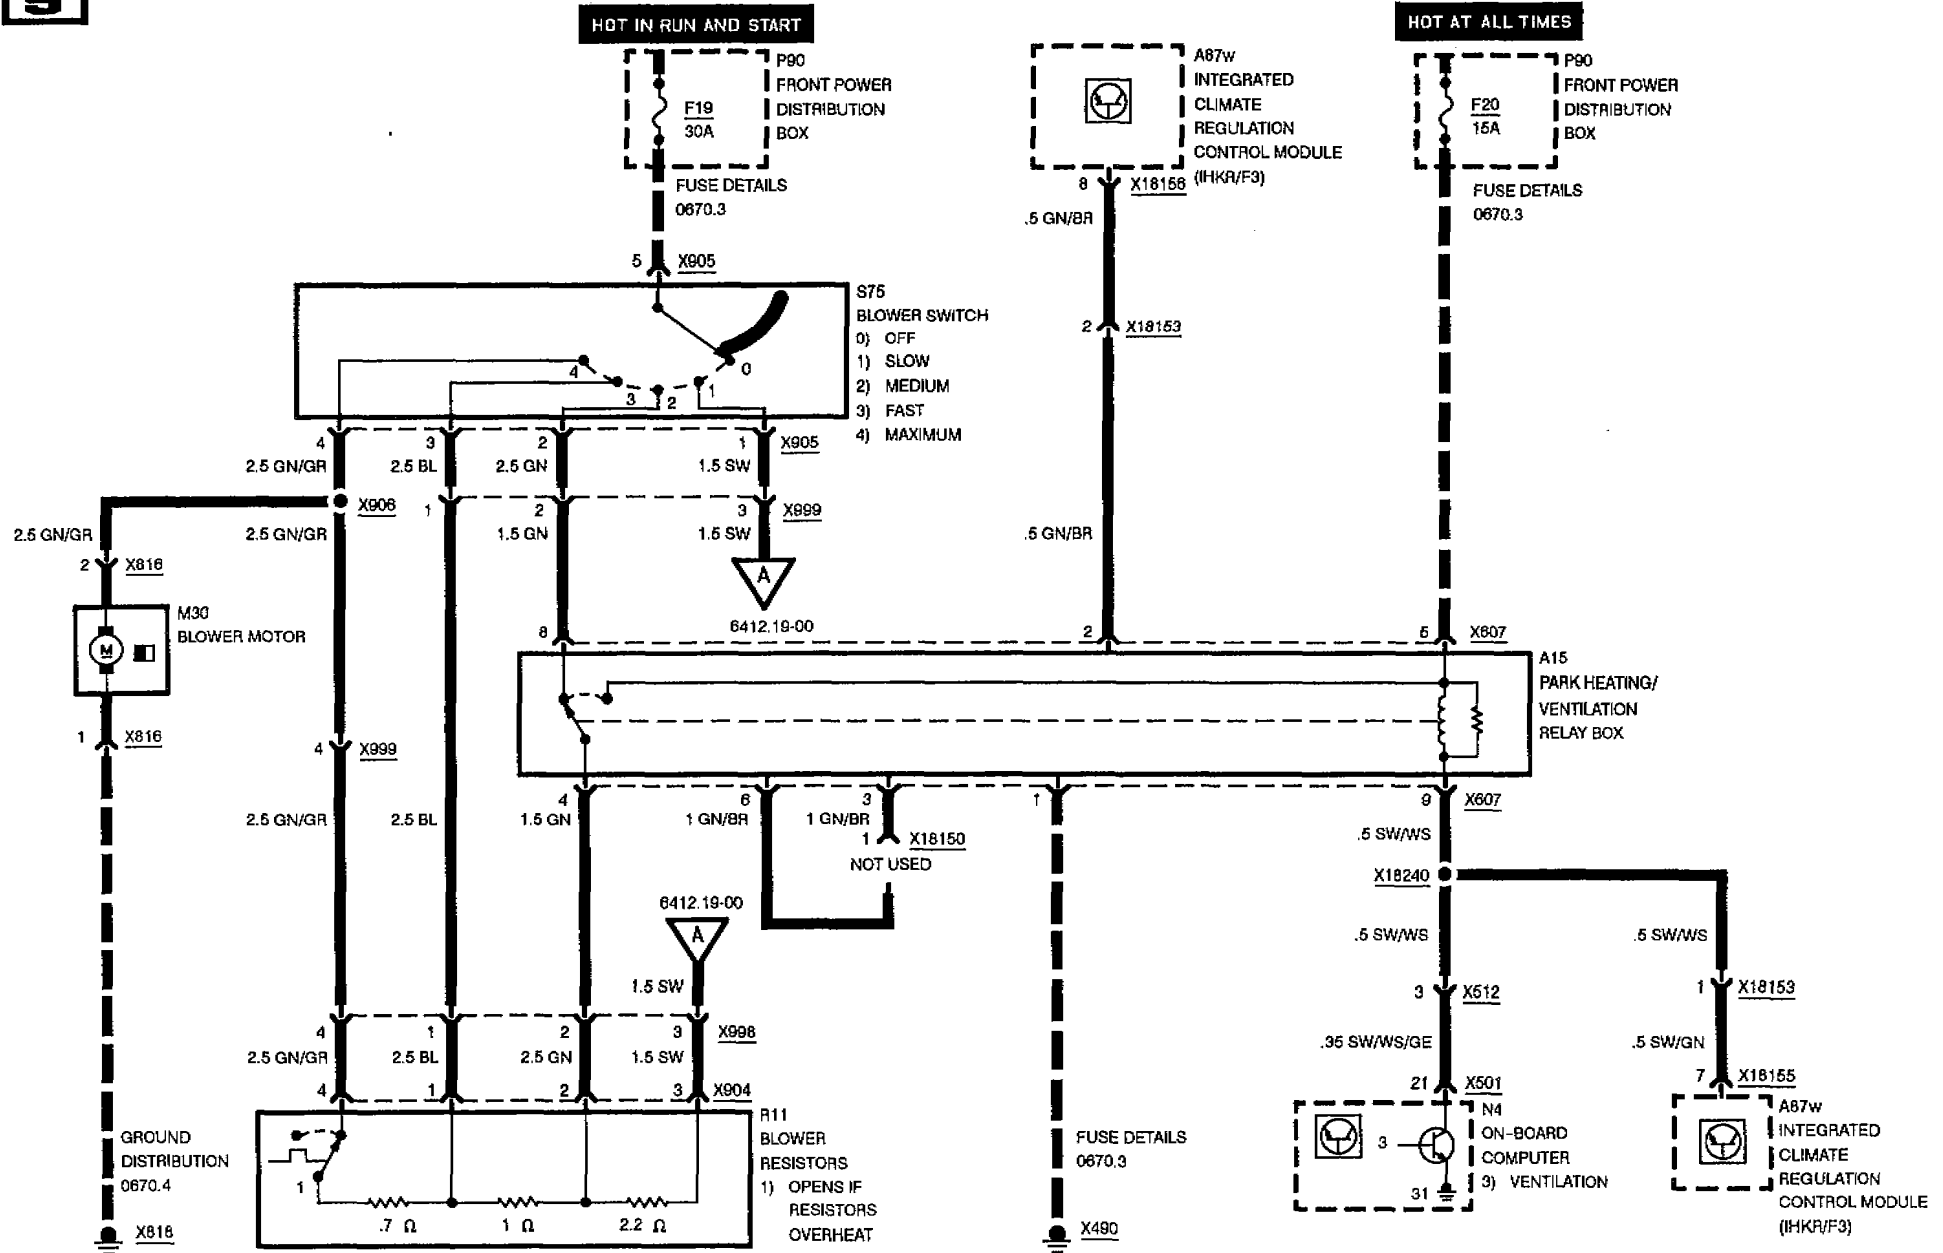 HOT IN RUN AND START
HOT AT ALL TIMES
P90
FRONT POWER
DISTRIBUTION
BOX
F19
30A
FUSE DETAILS
0670.3
A87w
INTEGRATED
CLIMATE
REGULATION
CONTROL MODULE
(IHKR/F3)
8 X18156
.5 GN/BR
P90
FRONT POWER
DISTRIBUTION
BOX
F20
15A
FUSE DETAILS
0670.3
5 X905
2 X18153
S75
BLOWER SWITCH
0) OFF
1) SLOW
2) MEDIUM
3) FAST
4) MAXIMUM
4 3 2 1 0
4 3 2 1 X905
2.5 GN/GR 2.5 BL 2.5 GN 1.5 SW
X906 1 2 3 X999
2.5 GN/GR 2.5 GN/GR 1.5 GN 1.5 SW .5 GN/BR
2 X816
A
6412.19-00
M30
BLOWER MOTOR
M
1 X816
8 2 5 X607
A15
PARK HEATING/
VENTILATION
RELAY BOX
4 X999
4 6 3 1 9 X607
2.5 GN/GR 2.5 BL 1.5 GN 1 GN/BR 1 GN/BR
1 X18150
NOT USED
.5 SW/WS
X18240
6412.19-00
A
1.5 SW
.5 SW/WS .5 SW/WS
3 X512 1 X18153
4 1 2 3 X998
2.5 GN/GR 2.5 BL 2.5 GN 1.5 SW
.35 SW/WS/GE .5 SW/GN
4 1 2 3 X904
21 X501 7 X18155
R11
BLOWER
RESISTORS
1) OPENS IF
RESISTORS
OVERHEAT
1
.7 Ω 1 Ω 2.2 Ω
GROUND
DISTRIBUTION
0670.4
X818
FUSE DETAILS
0670.3
X490
N4
ON-BOARD
COMPUTER
3) VENTILATION
3
31
A87w
INTEGRATED
CLIMATE
REGULATION
CONTROL MODULE
(IHKR/F3)